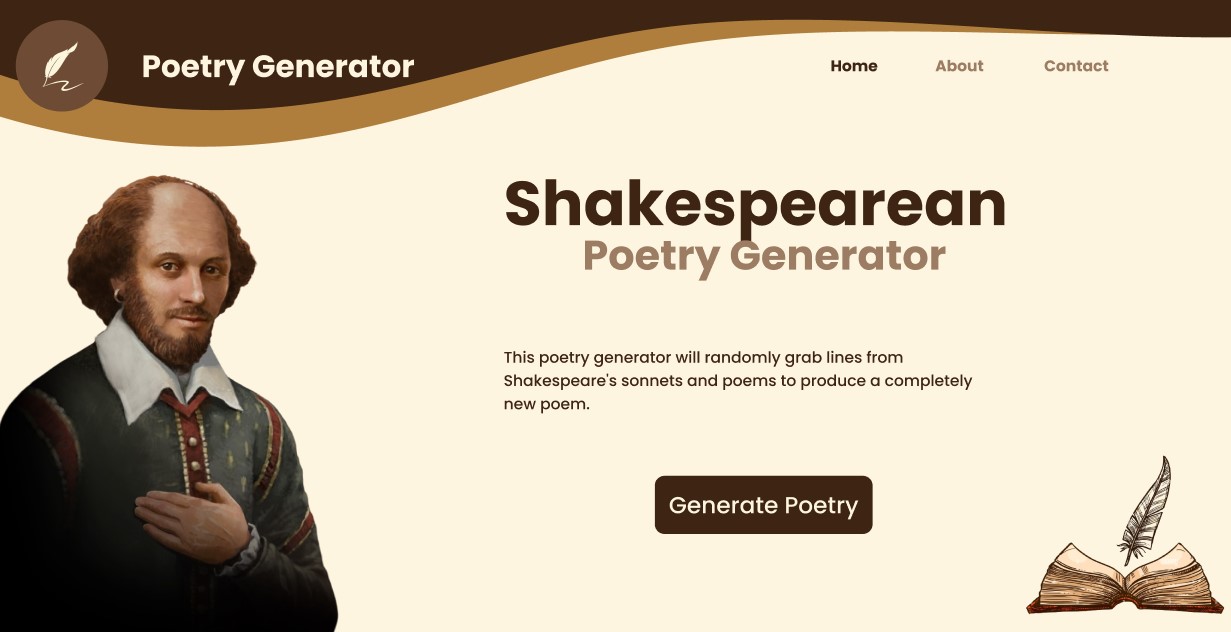 Poetry Generator
Home About Contact
Shakespearean
Poetry Generator
This poetry generator will randomly grab lines from
Shakespeare's sonnets and poems to produce a completely
new poem.
Generate Poetry